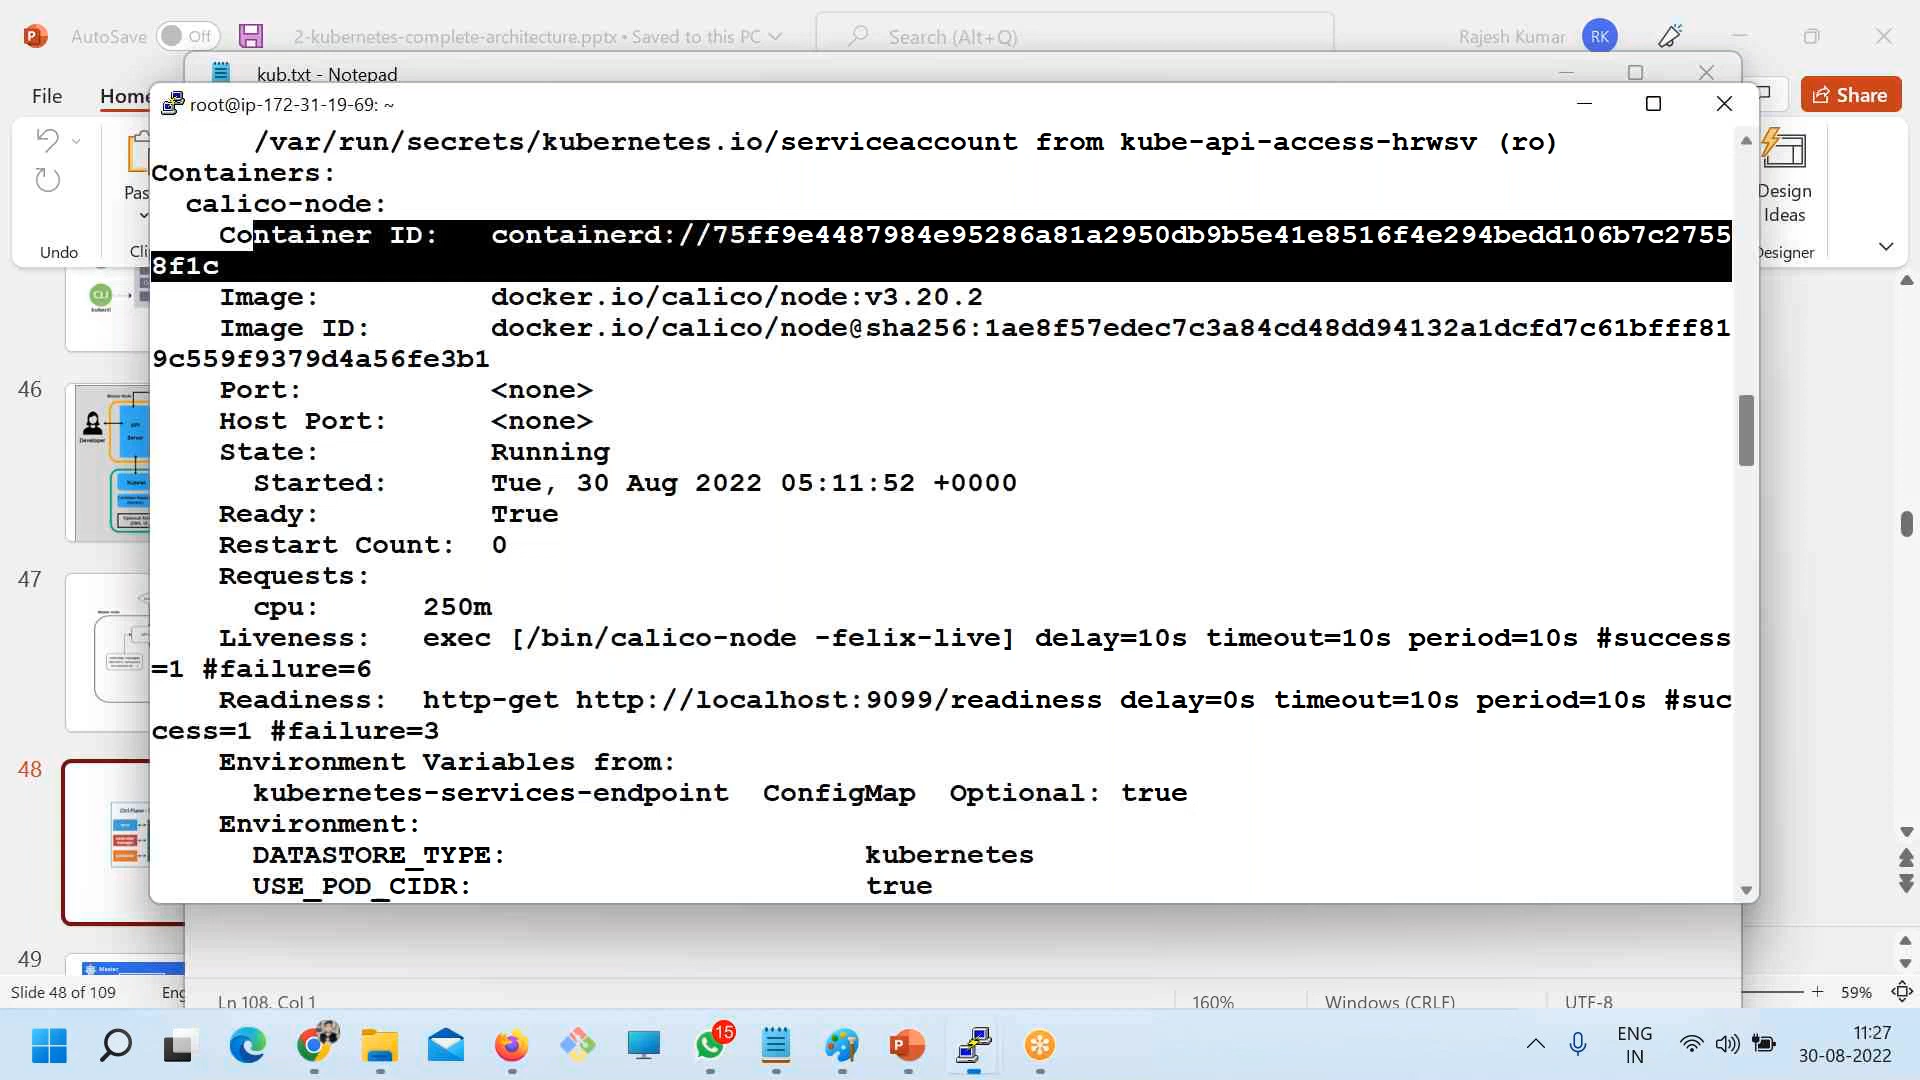 AutoSave Off 2-kubernetes-complete-architecture.pptx • Saved to this PC Search (Alt+Q) Rajesh Kumar RK
kub.txt - Notepad
File Home Share
root@ip-172-31-19-69: ~
/var/run/secrets/kubernetes.io/serviceaccount from kube-api-access-hrwsv (ro)
Containers:
calico-node:
Container ID: containerd://75ff9e4487984e95286a81a2950db9b5e41e8516f4e294bedd106b7c2755
8f1c
Image: docker.io/calico/node:v3.20.2
Image ID: docker.io/calico/node@sha256:1ae8f57edec7c3a84cd48dd94132a1dcfd7c61bfff81
9c559f9379d4a56fe3b1
Port: <none>
Host Port: <none>
State: Running
Started: Tue, 30 Aug 2022 05:11:52 +0000
Ready: True
Restart Count: 0
Requests:
cpu: 250m
Liveness: exec [/bin/calico-node -felix-live] delay=10s timeout=10s period=10s #success
=1 #failure=6
Readiness: http-get http://localhost:9099/readiness delay=0s timeout=10s period=10s #suc
cess=1 #failure=3
Environment Variables from:
kubernetes-services-endpoint ConfigMap Optional: true
Environment:
DATASTORE_TYPE: kubernetes
USE_POD_CIDR: true
Undo
Pas
Cli
Design
Ideas
Designer
CLI
46
Developer
47
48
49
Master
Slide 48 of 109 Eng
Ln 108, Col 1 160% Windows (CRLF) UTF-8
59%
15
ENG
IN
11:27
30-08-2022